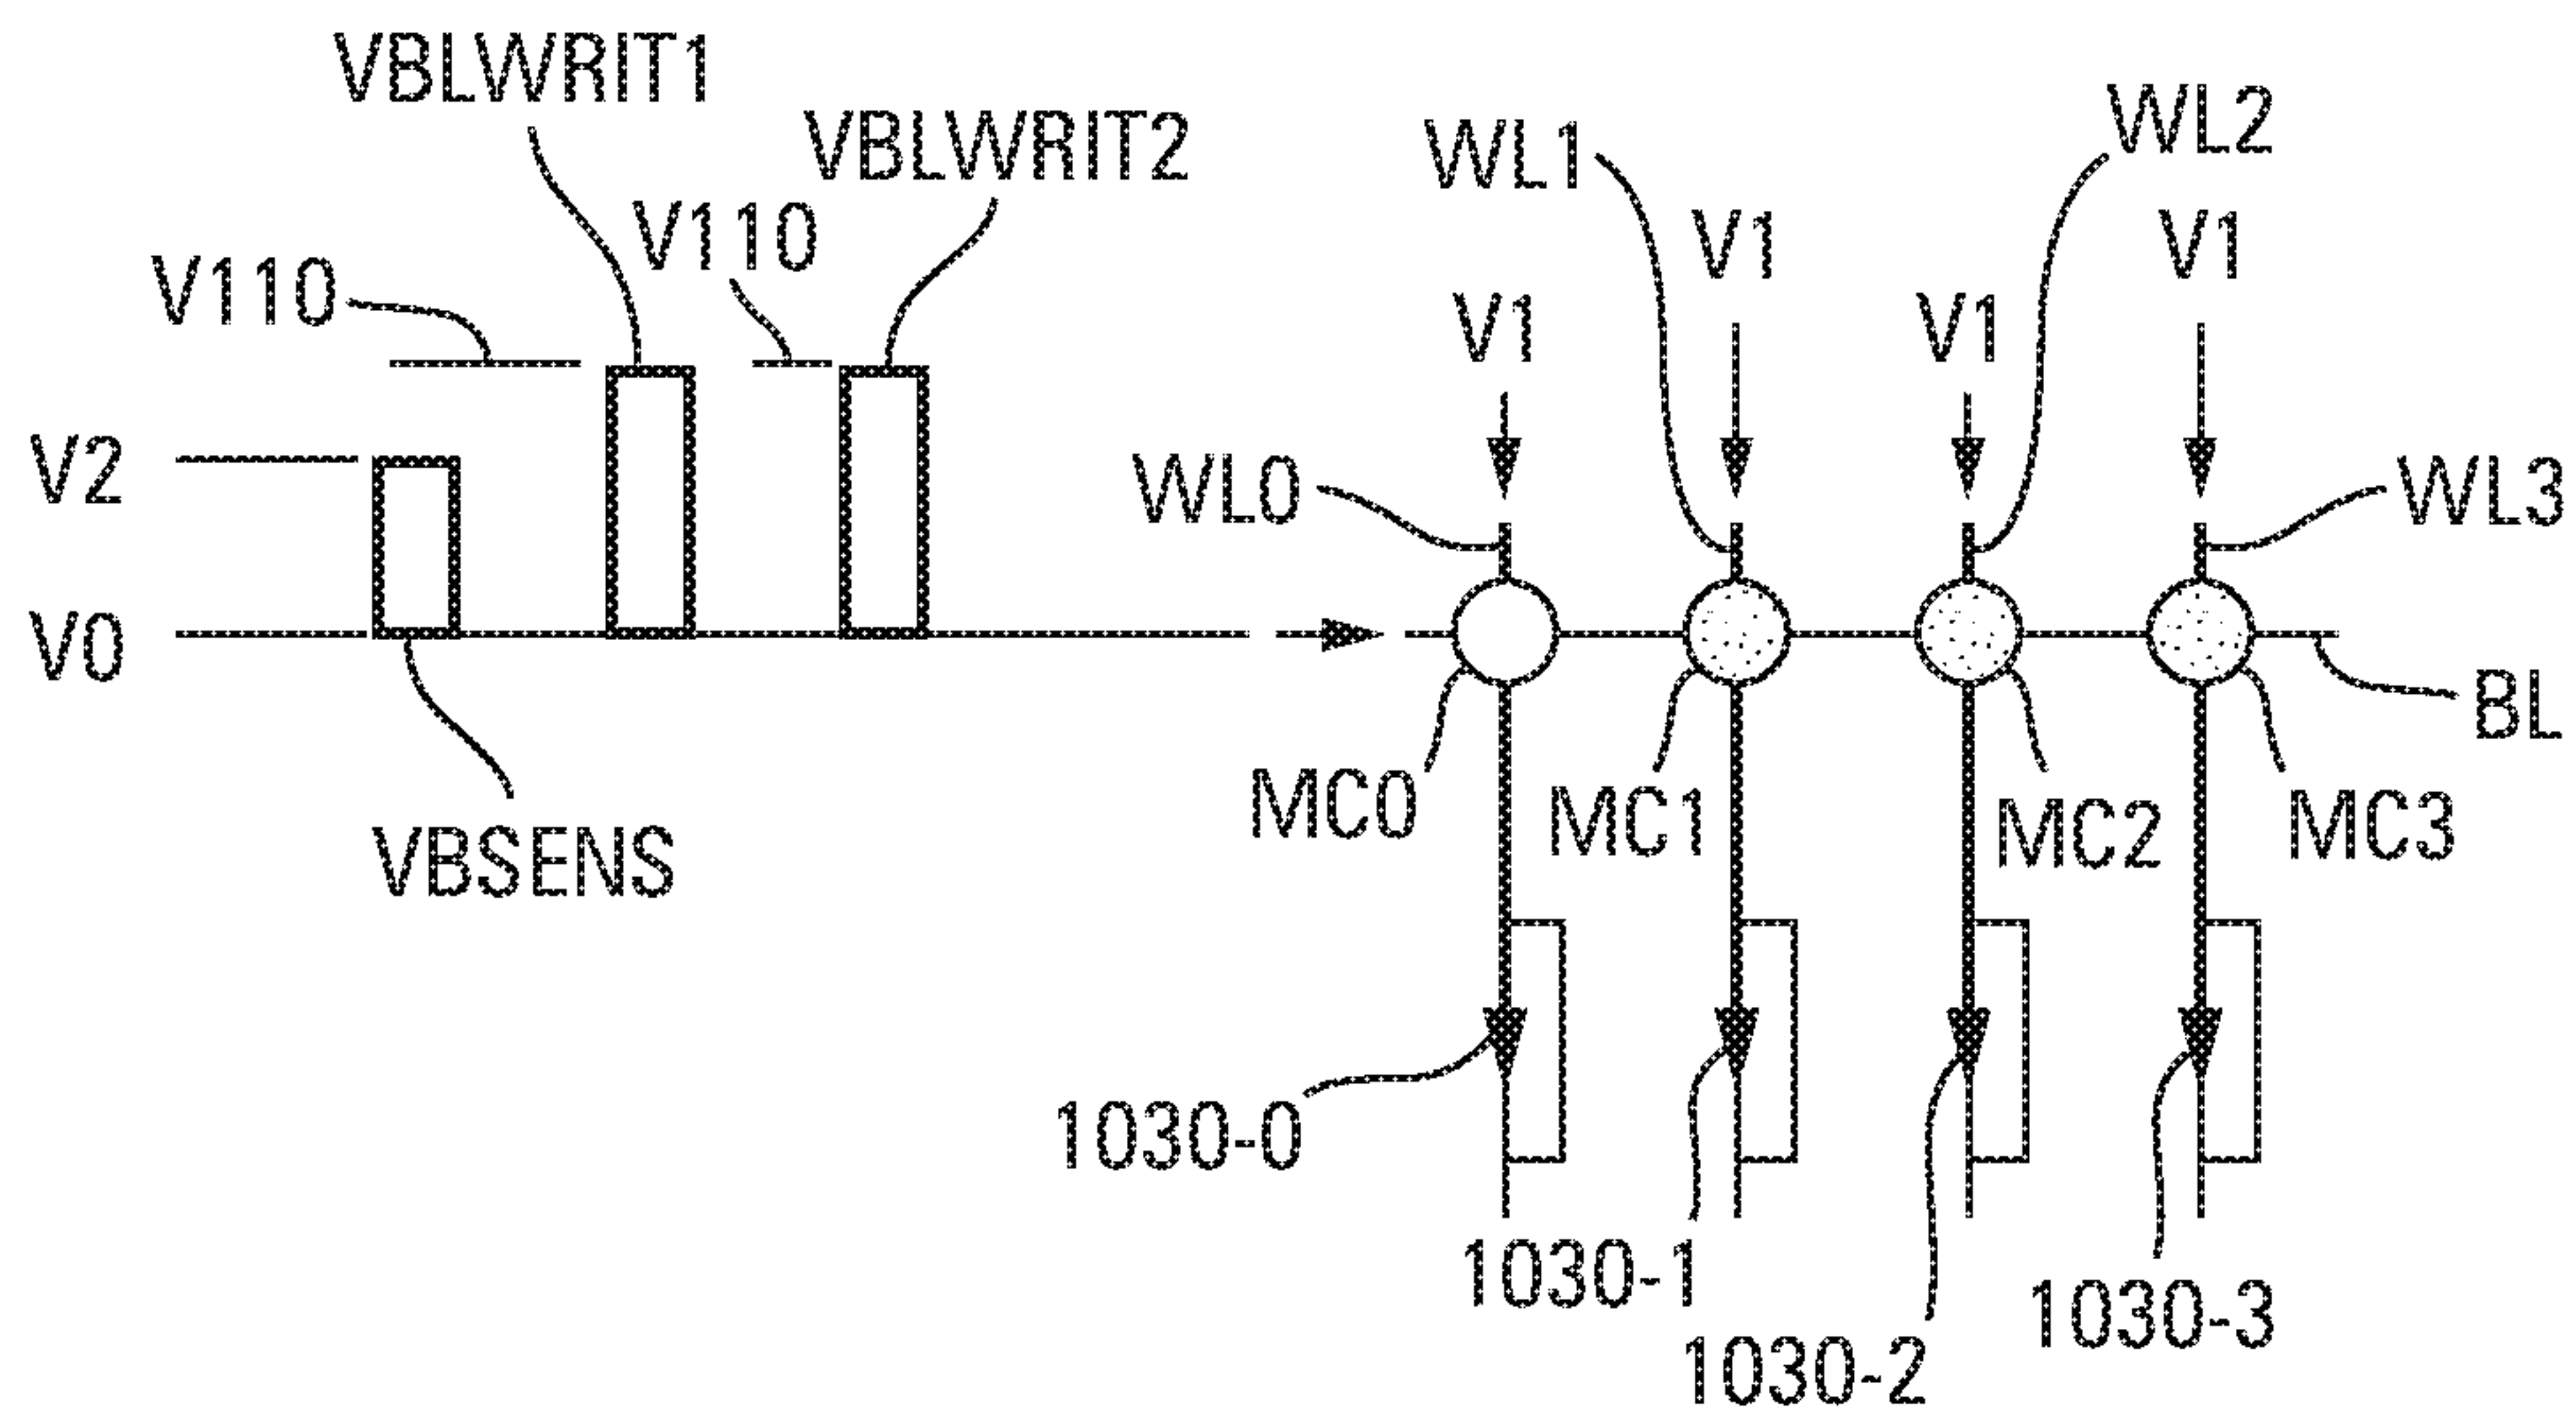 VBLWRIT1
VBLWRIT2
V110
V110
V2
V0
VBSENS
WL1
WL2
V1
V1
V1
V1
WL0
WL3
BL
MC0
MC1
MC2
MC3
1030-0
1030-1
1030-2
1030-3